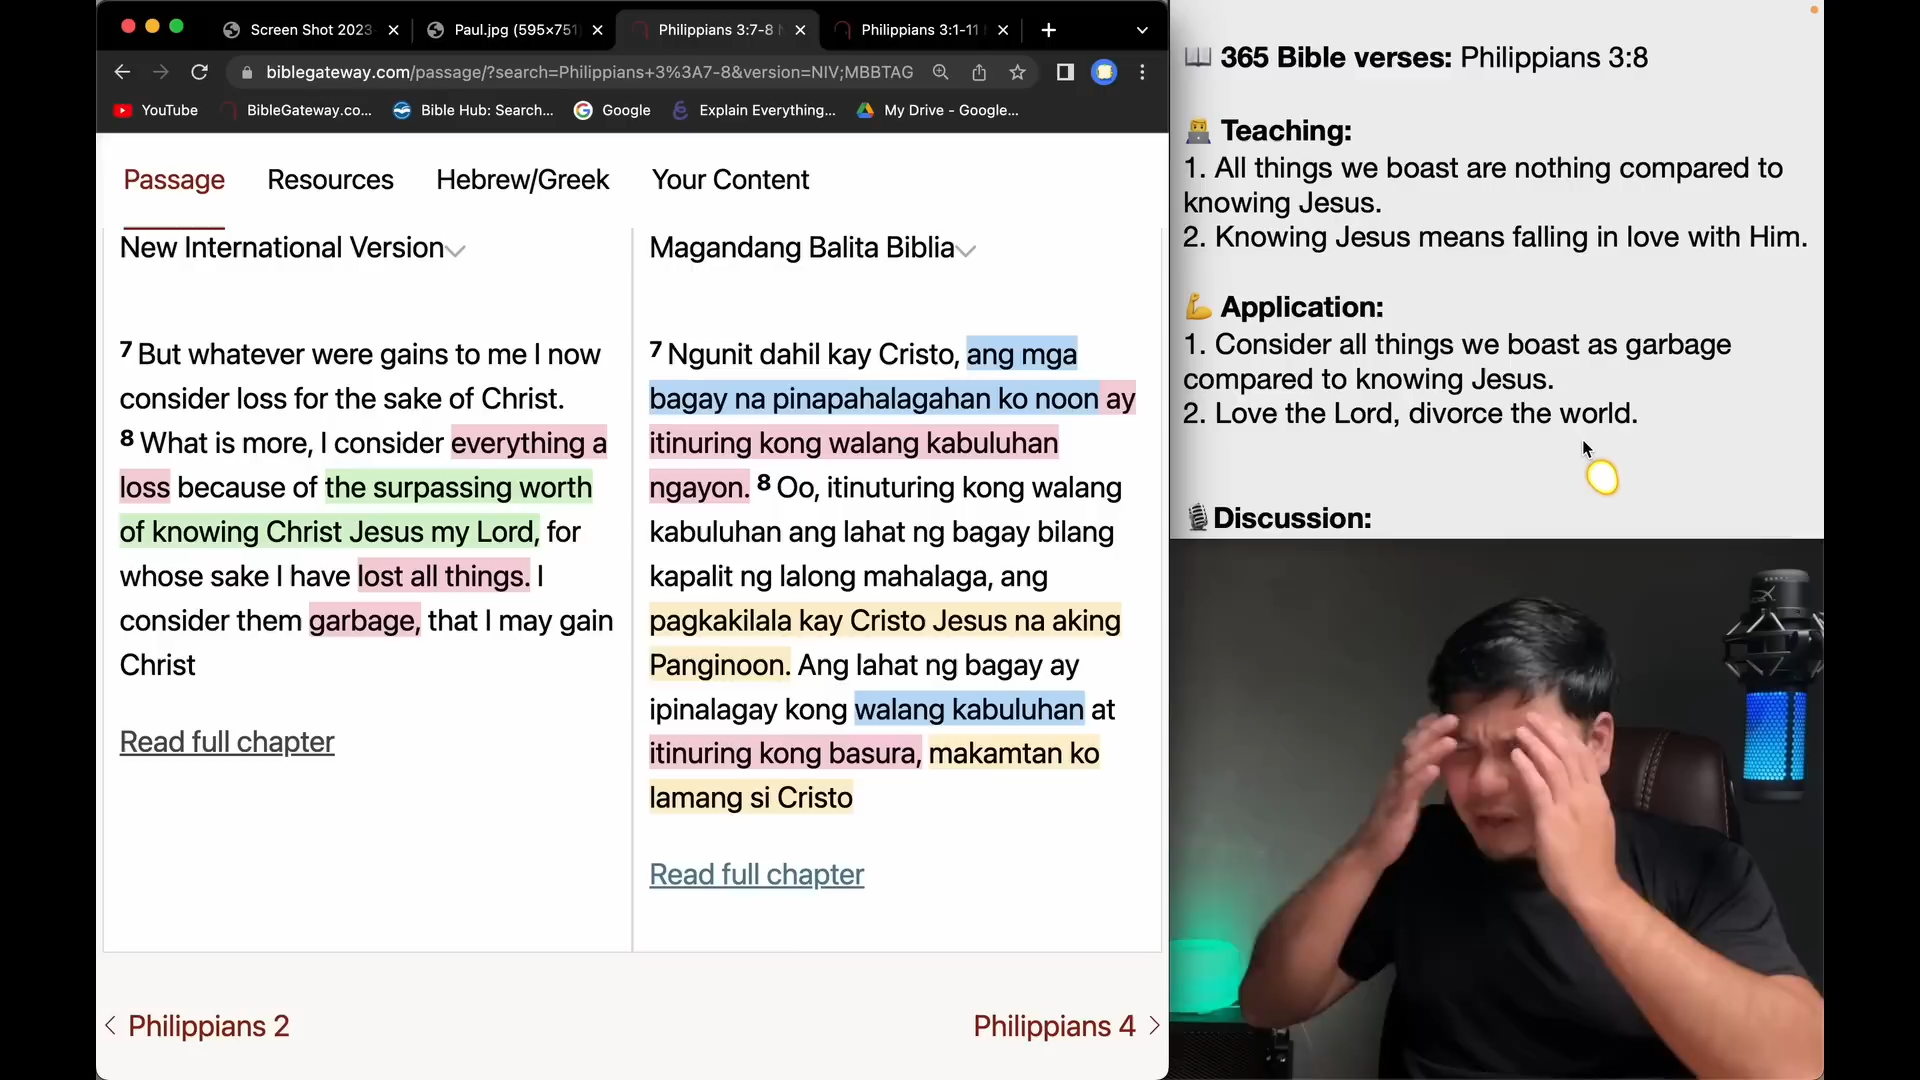 Screen Shot 2023
Paul.jpg (595×751)
Philippians 3:7-8
Philippians 3:1-11
biblegateway.com/passage/?search=Philippians+3%3A7-8&version=NIV;MBBTAG
YouTube
BibleGateway.co...
Bible Hub: Search...
Google
Explain Everything...
My Drive - Google...
Passage
Resources
Hebrew/Greek
Your Content
New International Version
7 But whatever were gains to me I now
consider loss for the sake of Christ.
8 What is more, I consider everything a
loss because of the surpassing worth
of knowing Christ Jesus my Lord, for
whose sake I have lost all things. I
consider them garbage, that I may gain
Christ
Read full chapter
Magandang Balita Biblia
7 Ngunit dahil kay Cristo, ang mga
bagay na pinapahalagahan ko noon ay
itinuring kong walang kabuluhan
ngayon. 8 Oo, itinuturing kong walang
kabuluhan ang lahat ng bagay bilang
kapalit ng lalong mahalaga, ang
pagkakilala kay Cristo Jesus na aking
Panginoon. Ang lahat ng bagay ay
ipinalagay kong walang kabuluhan at
itinuring kong basura, makamtan ko
lamang si Cristo
Read full chapter
Philippians 2
Philippians 4
📖 365 Bible verses: Philippians 3:8
Teaching:
1. All things we boast are nothing compared to
knowing Jesus.
2. Knowing Jesus means falling in love with Him.
💪 Application:
1. Consider all things we boast as garbage
compared to knowing Jesus.
2. Love the Lord, divorce the world.
🎙Discussion: